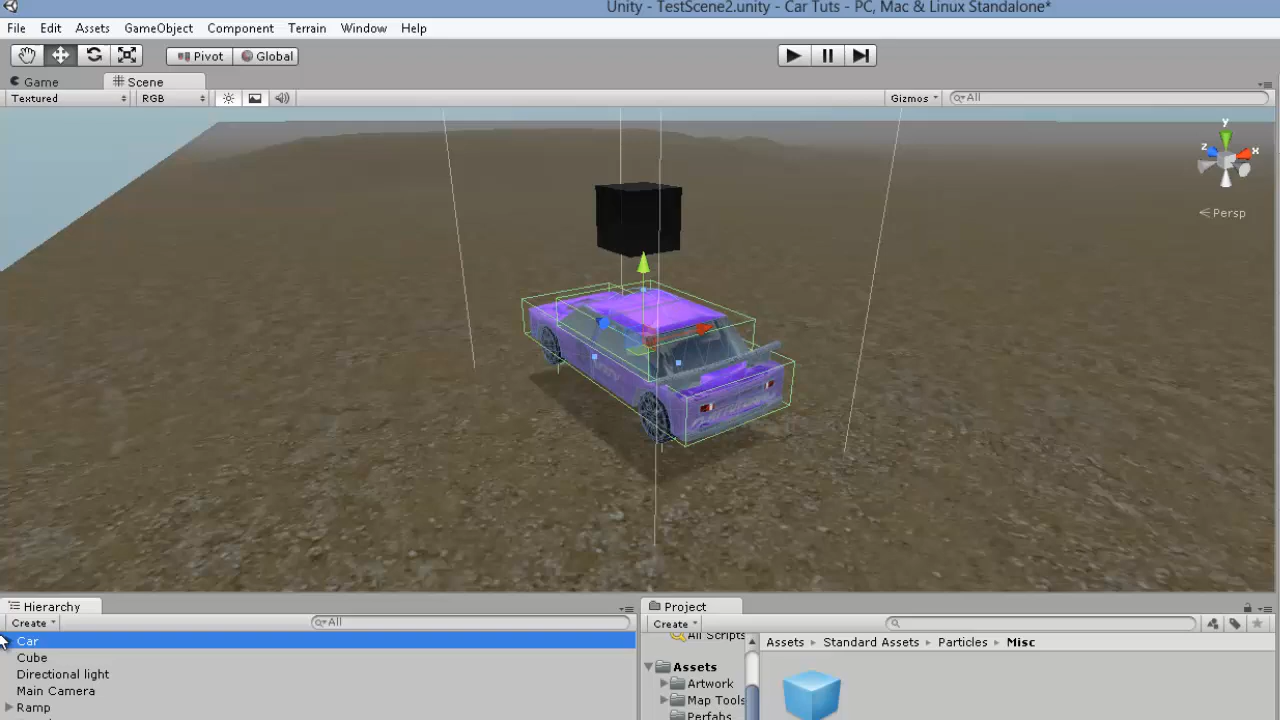 Unity - TestScene2.unity - Car Tuts - PC, Mac & Linux Standalone*
File Edit Assets GameObject Component Terrain Window Help
Pivot Global
Game Scene
Textured RGB Gizmos All
y
z x
Persp
Hierarchy Project
Create All Create
Car
Cube
Directional light
Main Camera
Ramp
All Scripts
Assets
Artwork
Map Tools
Perfabs
Assets Standard Assets Particles Misc